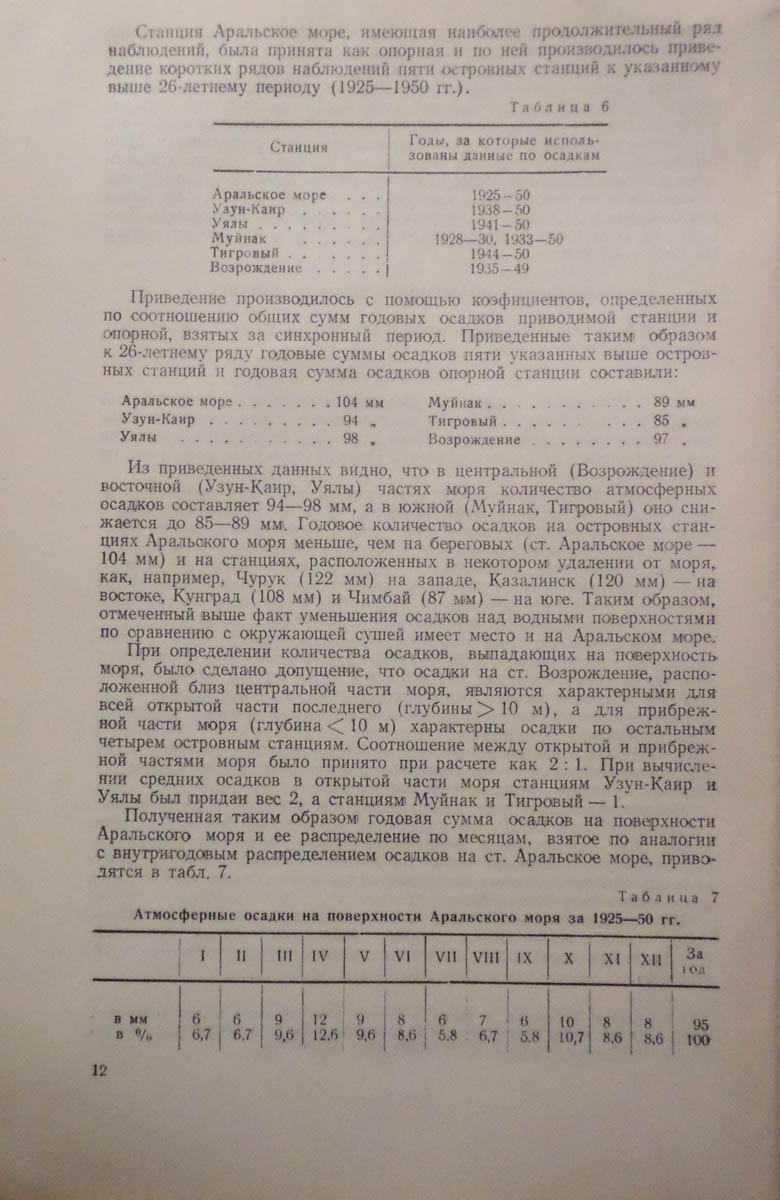 Станция Аральское море, имеющая наиболее продолжительный ряд
наблюдений, была принята как опорная и по ней производилось приве-
дение коротких рядов наблюдений пяти островных станций к указанному
выше 26-летнему периоду (1925—1950 гг.).
Таблица 6
Станция | Годы, за которые исполь-
зованы данные по осадкам
Аральское море . . . 1925—50
Узун-Каир . . . . . . 1938—50
Уялы . . . . . . . . 1941—50
Муйнак . . . . . . 1928—30, 1933—50
Тигровый . . . . . . . 1944—50
Возрождение . . . . . 1935—49
Приведение производилось с помощью коэфициентов, определенных
по соотношению общих сумм годовых осадков приводимой станции и
опорной, взятых за синхронный период. Приведенные таким образом
к 26-летнему ряду годовые суммы осадков пяти указанных выше остров-
ных станций и годовая сумма осадков опорной станции составили:
Аральское море . . . . . . . 104 мм Муйнак . . . . . . . . . . 89 мм
Узун-Каир . . . . . . . . . 94 „ Тигровый . . . . . . . . . 85 „
Уялы . . . . . . . . . . 98 „ Возрождение . . . . . . . . 97 „
Из приведенных данных видно, что в центральной (Возрождение) и
восточной (Узун-Каир, Уялы) частях моря количество атмосферных
осадков составляет 94—98 мм, а в южной (Муйнак, Тигровый) оно сни-
жается до 85—89 мм. Годовое количество осадков на островных стан-
циях Аральского моря меньше, чем на береговых (ст. Аральское море —
104 мм) и на станциях, расположенных в некотором удалении от моря,
как, например, Чурук (122 мм) на западе, Казалинск (120 мм) — на
востоке, Кунград (108 мм) и Чимбай (87 мм) — на юге. Таким образом,
отмеченный выше факт уменьшения осадков над водными поверхностями
по сравнению с окружающей сушей имеет место и на Аральском море.
При определении количества осадков, выпадающих на поверхность
моря, было сделано допущение, что осадки на ст. Возрождение, распо-
ложенной близ центральной части моря, являются характерными для
всей открытой части последнего (глубины > 10 м), а для прибреж-
ной части моря (глубина < 10 м) характерны осадки по остальным
четырем островным станциям. Соотношение между открытой и прибреж-
ной частями моря было принято при расчете как 2 : 1. При вычисле-
нии средних осадков в открытой части моря станциям Узун-Каир и
Уялы был придан вес 2, а станциям Муйнак и Тигровый — 1.
Полученная таким образом годовая сумма осадков на поверхности
Аральского моря и ее распределение по месяцам, взятое по аналогии
с внутригодовым распределением осадков на ст. Аральское море, приво-
дятся в табл. 7.
Таблица 7
Атмосферные осадки на поверхности Аральского моря за 1925—50 гг.
I | II | III | IV | V | VI | VII | VIII | IX | X | XI | XII | За
год
в мм 6 | 6 | 9 | 12 | 9 | 8 | 6 | 7 | 6 | 10 | 8 | 8 | 95
в % 6,7 | 6,7 | 9,6 | 12,6 | 9,6 | 8,6 | 5,8 | 6,7 | 5,8 | 10,7 | 8,6 | 8,6 | 100
12